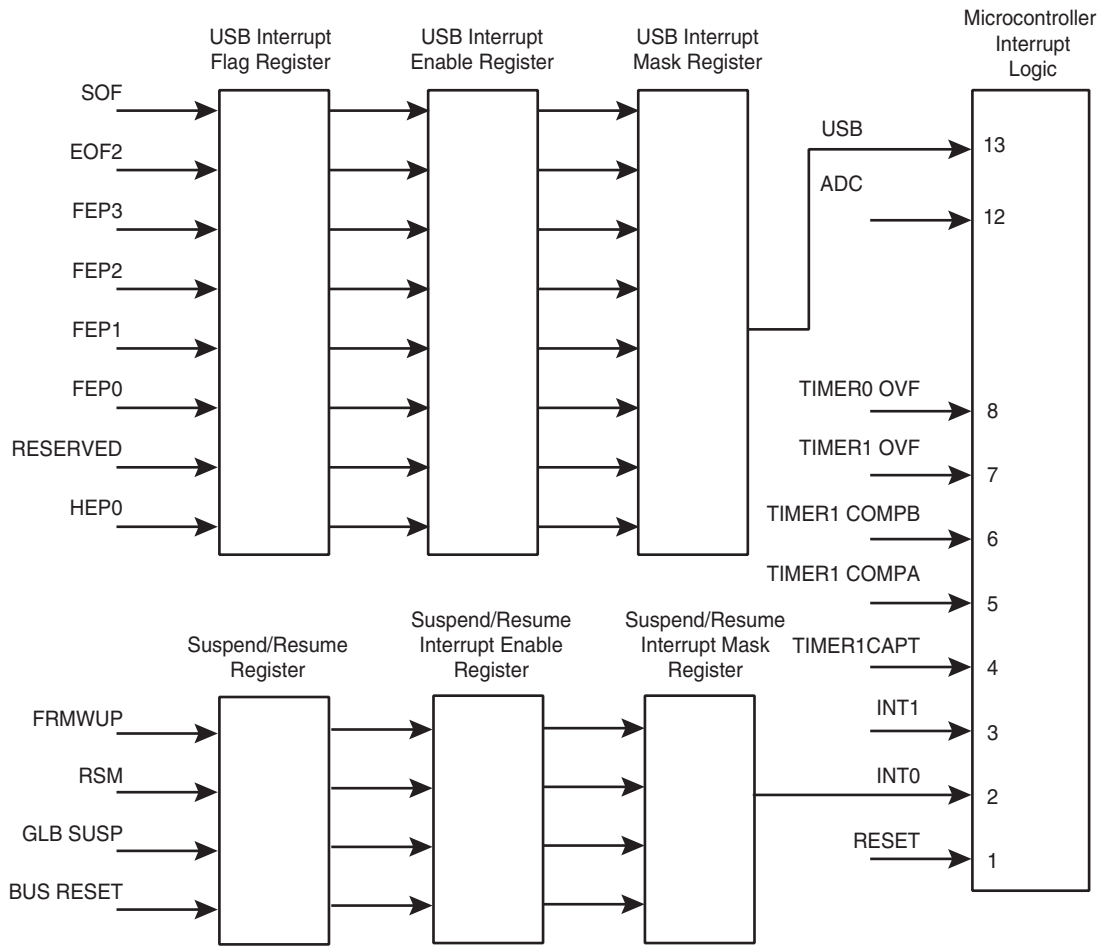 USB Interrupt
Flag Register
USB Interrupt
Enable Register
USB Interrupt
Mask Register
Microcontroller
Interrupt
Logic
SOF
EOF2
FEP3
FEP2
FEP1
FEP0
RESERVED
HEP0
USB
13
ADC
12
TIMER0 OVF
8
TIMER1 OVF
7
TIMER1 COMPB
6
TIMER1 COMPA
5
TIMER1CAPT
4
INT1
3
INT0
2
RESET
1
Suspend/Resume
Register
Suspend/Resume
Interrupt Enable
Register
Suspend/Resume
Interrupt Mask
Register
FRMWUP
RSM
GLB SUSP
BUS RESET